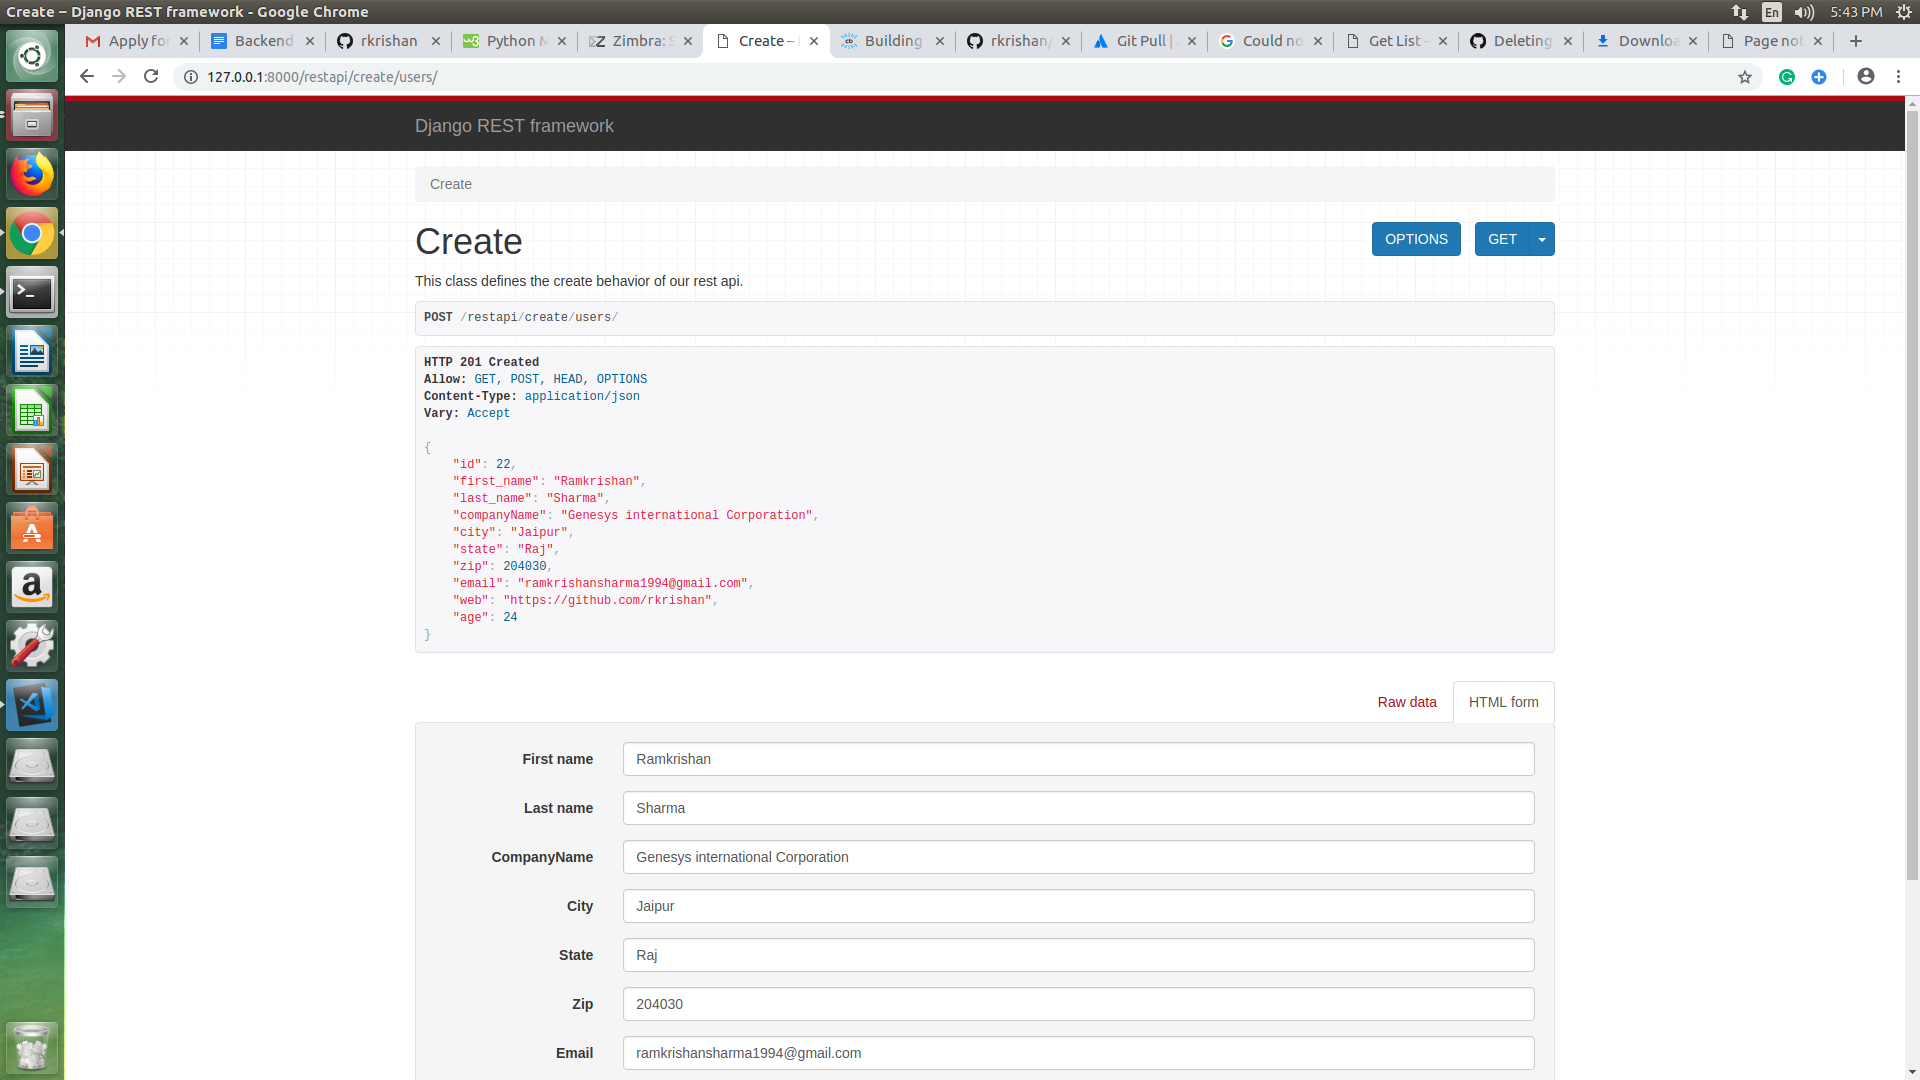 Create – Django REST framework - Google Chrome
En
5:43 PM
Apply for
Backend
rkrishan
Python M
Zimbra: S
Create –
Building
rkrishan/
Git Pull | A
Could no
Get List –
Deleting
Downloa
Page not
127.0.0.1:8000/restapi/create/users/
Django REST framework
Create
Create
OPTIONS
GET
This class defines the create behavior of our rest api.
POST /restapi/create/users/
HTTP 201 Created
Allow: GET, POST, HEAD, OPTIONS
Content-Type: application/json
Vary: Accept
{
"id": 22,
"first_name": "Ramkrishan",
"last_name": "Sharma",
"companyName": "Genesys international Corporation",
"city": "Jaipur",
"state": "Raj",
"zip": 204030,
"email": "ramkrishansharma1994@gmail.com",
"web": "https://github.com/rkrishan",
"age": 24
}
Raw data
HTML form
First name
Ramkrishan
Last name
Sharma
CompanyName
Genesys international Corporation
City
Jaipur
State
Raj
Zip
204030
Email
ramkrishansharma1994@gmail.com